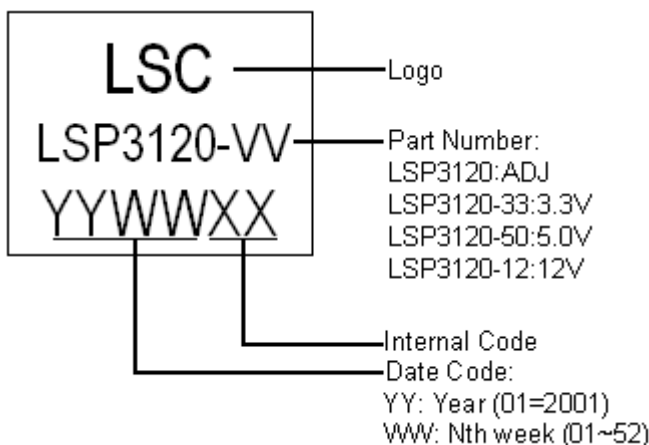 LSC
LSP3120-VV
YYWWXX
Logo
Part Number:
LSP3120:ADJ
LSP3120-33:3.3V
LSP3120-50:5.0V
LSP3120-12:12V
Internal Code
Date Code:
YY: Year (01=2001)
WW: Nth week (01~52)